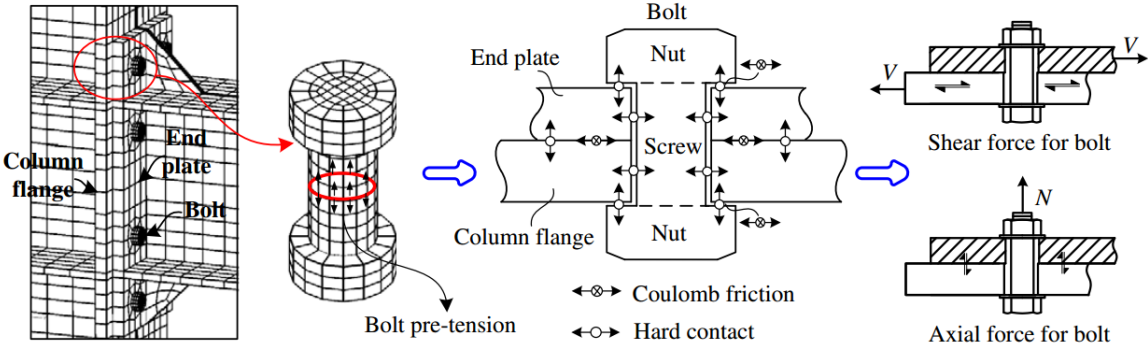 Column
flange
End
plate
Bolt
Bolt pre-tension
Bolt
Nut
End plate
Screw
Column flange
Nut
Coulomb friction
Hard contact
V
V
Shear force for bolt
N
Axial force for bolt